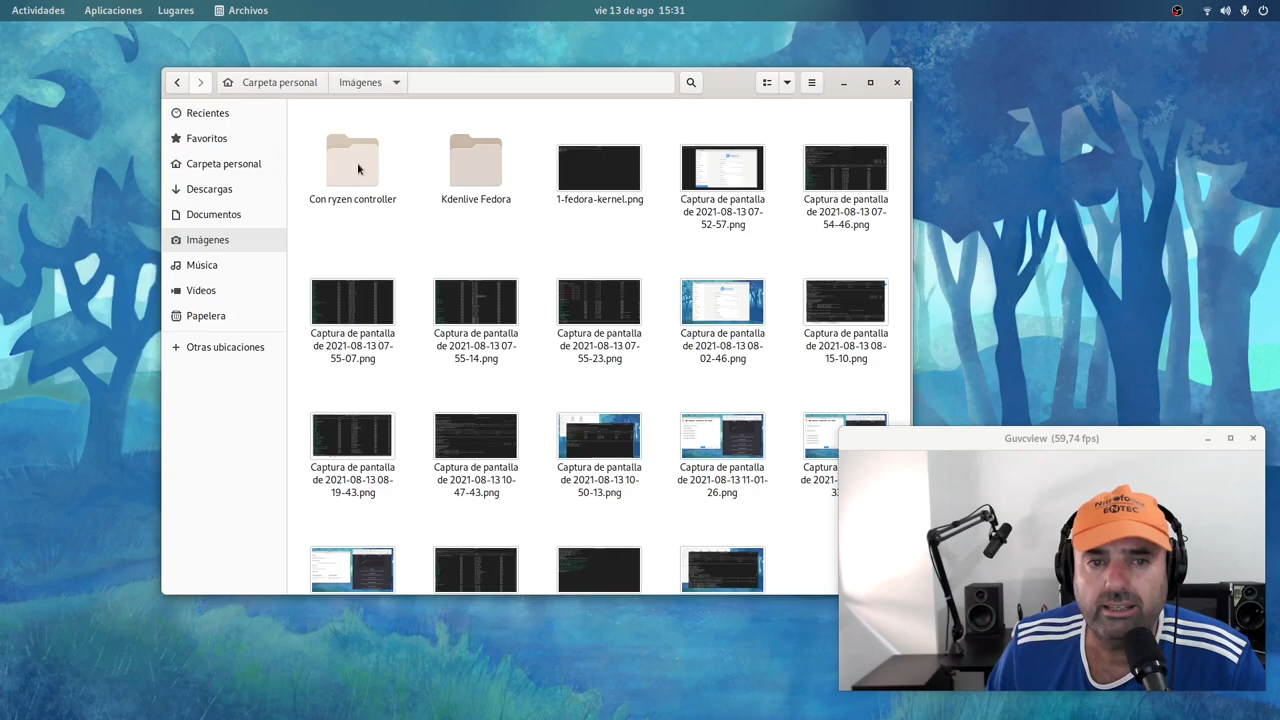 Actividades Aplicaciones Lugares Archivos vie 13 de ago 15:31
Carpeta personal Imágenes
Recientes
Favoritos
Carpeta personal
Descargas
Documentos
Imágenes
Música
Vídeos
Papelera
Otras ubicaciones
Con ryzen controller
Kdenlive Fedora
1-fedora-kernel.png
Captura de pantalla
de 2021-08-13 07-
52-57.png
Captura de pantalla
de 2021-08-13 07-
54-46.png
Captura de pantalla
de 2021-08-13 07-
55-07.png
Captura de pantalla
de 2021-08-13 07-
55-14.png
Captura de pantalla
de 2021-08-13 07-
55-23.png
Captura de pantalla
de 2021-08-13 08-
02-46.png
Captura de pantalla
de 2021-08-13 08-
15-10.png
Captura de pantalla
de 2021-08-13 08-
19-43.png
Captura de pantalla
de 2021-08-13 10-
47-43.png
Captura de pantalla
de 2021-08-13 10-
50-13.png
Captura de pantalla
de 2021-08-13 11-01-
26.png
Guvcview (59,74 fps)
ENTEC